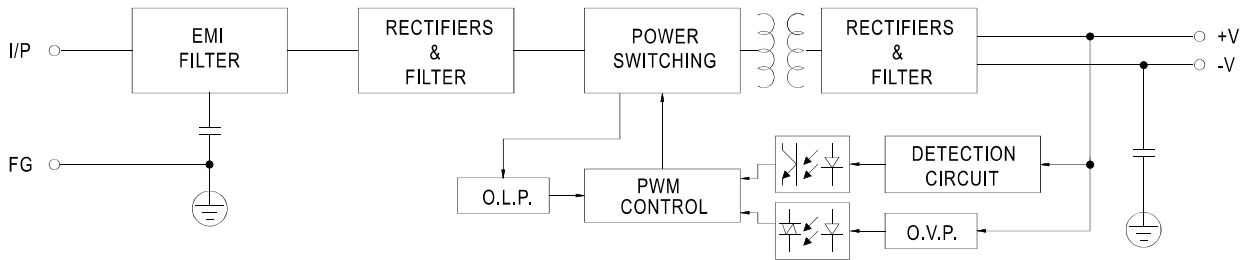 I/P
EMI
FILTER
RECTIFIERS
&
FILTER
POWER
SWITCHING
RECTIFIERS
&
FILTER
+V
-V
FG
O.L.P.
PWM
CONTROL
DETECTION
CIRCUIT
O.V.P.